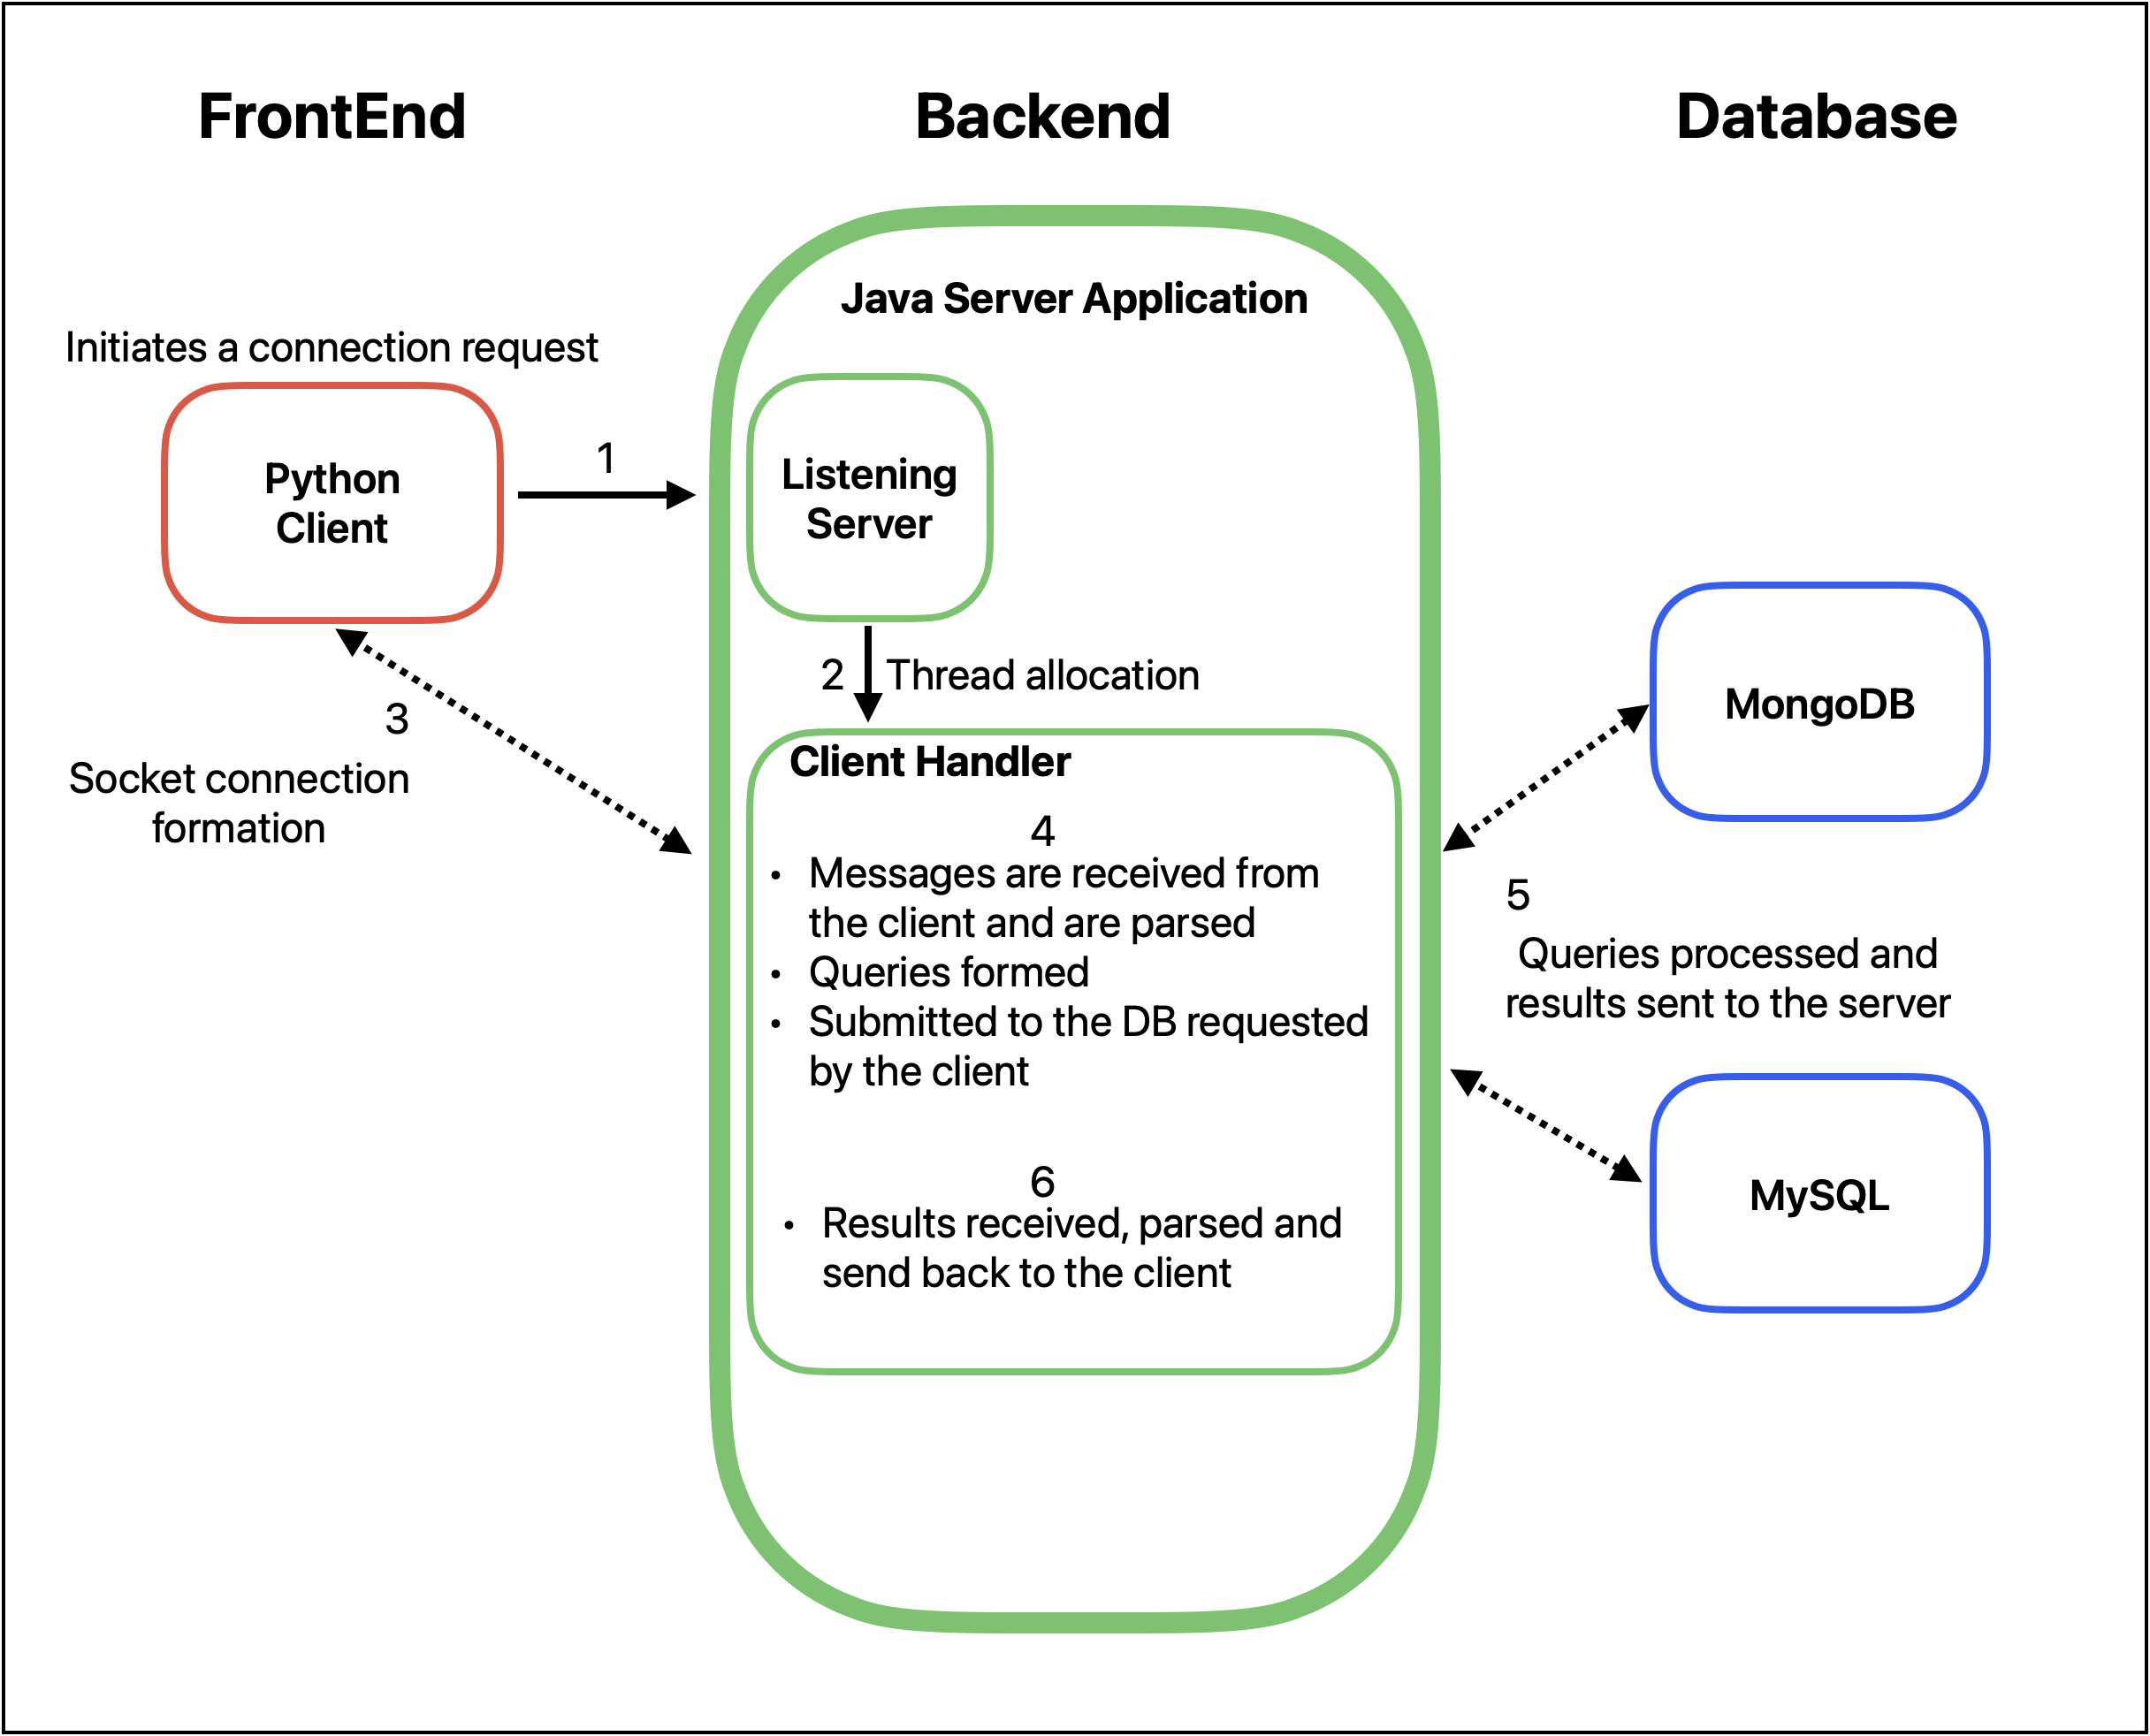 FrontEnd
Backend
Database
Java Server Application
Initiates a connection request
Python
Client
1
Listening
Server
2
Thread allocation
3
Socket connection
formation
Client Handler
4
• Messages are received from
the client and are parsed
• Queries formed
• Submitted to the DB requested
by the client
6
• Results received, parsed and
send back to the client
MongoDB
5
Queries processed and
results sent to the server
MySQL